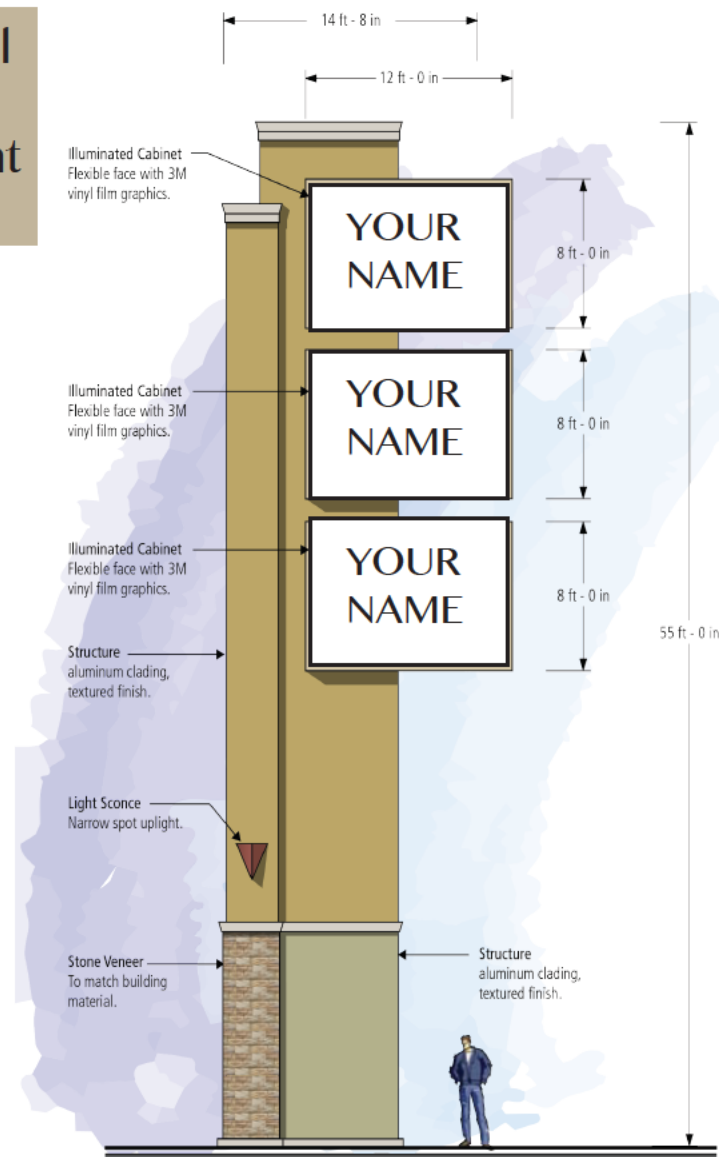 14 ft - 8 in
12 ft - 0 in
Illuminated Cabinet
Flexible face with 3M
vinyl film graphics.
YOUR
NAME
8 ft - 0 in
Illuminated Cabinet
Flexible face with 3M
vinyl film graphics.
YOUR
NAME
8 ft - 0 in
Illuminated Cabinet
Flexible face with 3M
vinyl film graphics.
YOUR
NAME
8 ft - 0 in
55 ft - 0 in
Structure
aluminum clading,
textured finish.
Light Sconce
Narrow spot uplight.
Stone Veneer
To match building
material.
Structure
aluminum clading,
textured finish.